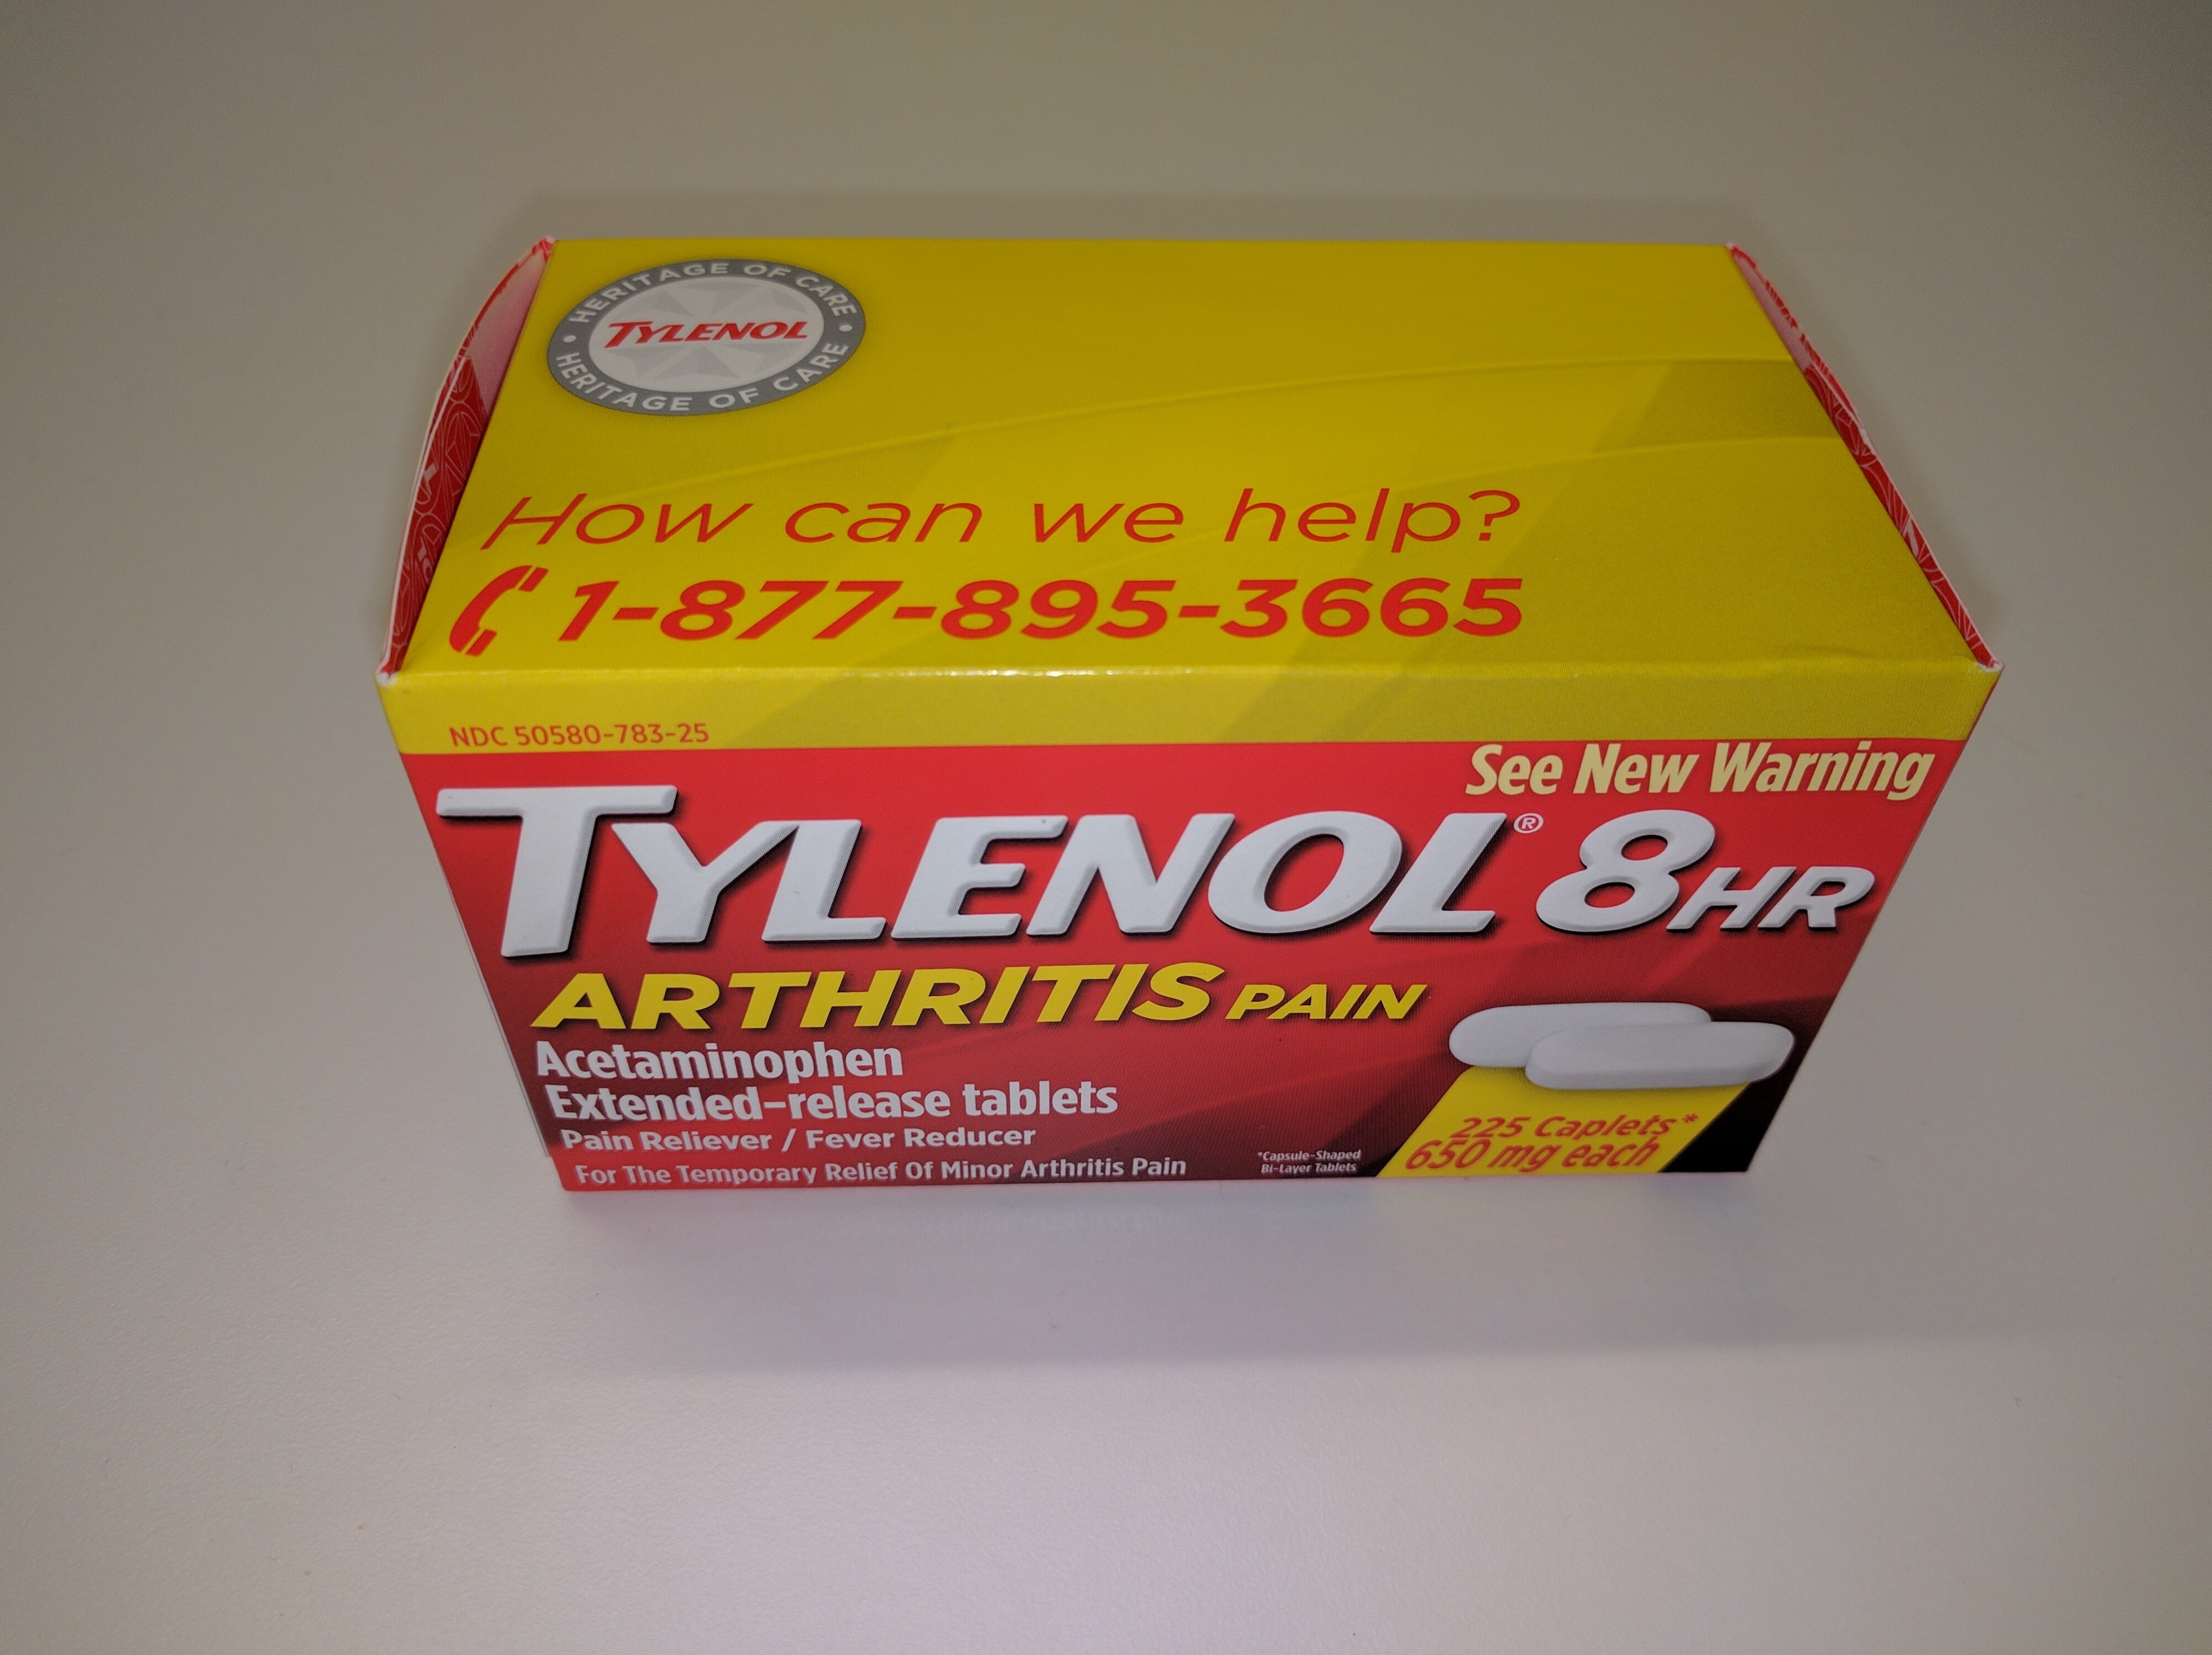 HERITAGE OF CARE
TYLENOL
HERITAGE OF CARE
How can we help?
1-877-895-3665
NDC 50580-783-25
See New Warning
TYLENOL® 8HR
ARTHRITIS PAIN
Acetaminophen
Extended-release tablets
Pain Reliever / Fever Reducer
For The Temporary Relief Of Minor Arthritis Pain
*Capsule-Shaped
Bi-Layer Tablets
225 Caplets*
650 mg each